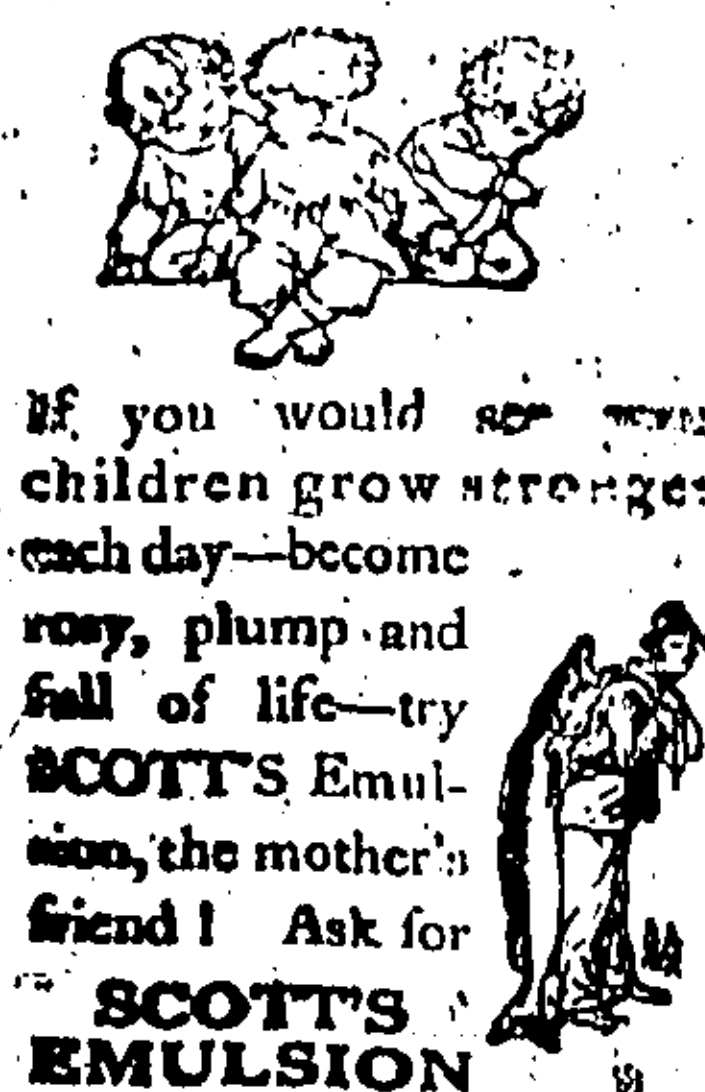 If you would see
children grow stronger
each day—become
rosy, plump and
full of life—try
SCOTT'S Emul-
sion, the mother's
friend! Ask for
SCOTT'S
EMULSION